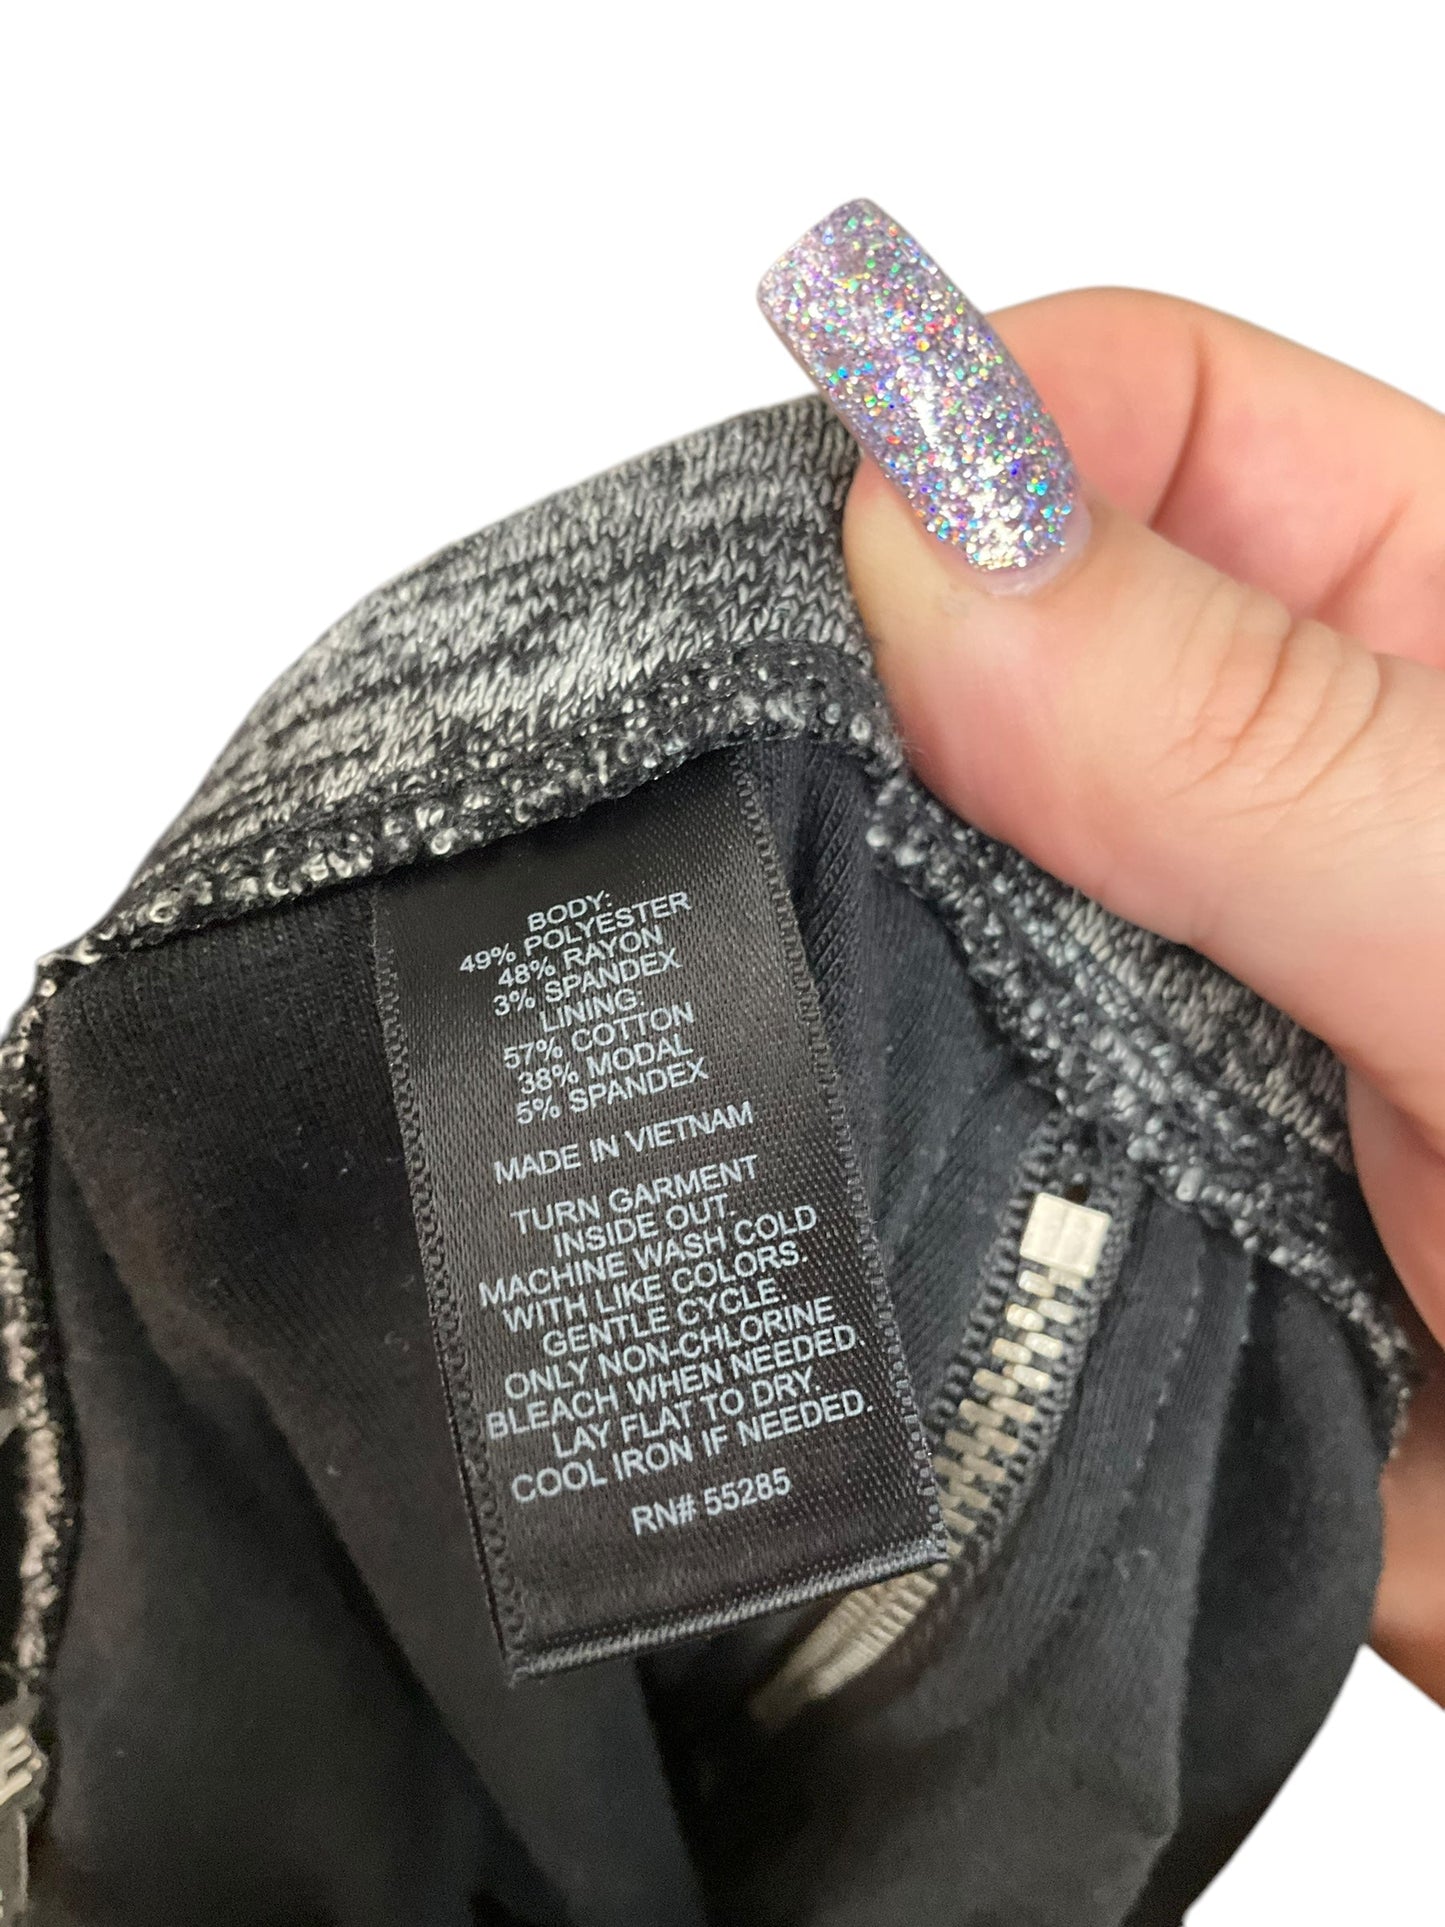 BODY:
49% POLYESTER
48% RAYON
3% SPANDEX
LINING:
57% COTTON
38% MODAL
5% SPANDEX
MADE IN VIETNAM
TURN GARMENT
INSIDE OUT.
MACHINE WASH COLD
WITH LIKE COLORS.
GENTLE CYCLE.
ONLY NON-CHLORINE
BLEACH WHEN NEEDED.
LAY FLAT TO DRY.
COOL IRON IF NEEDED.
RN# 55285